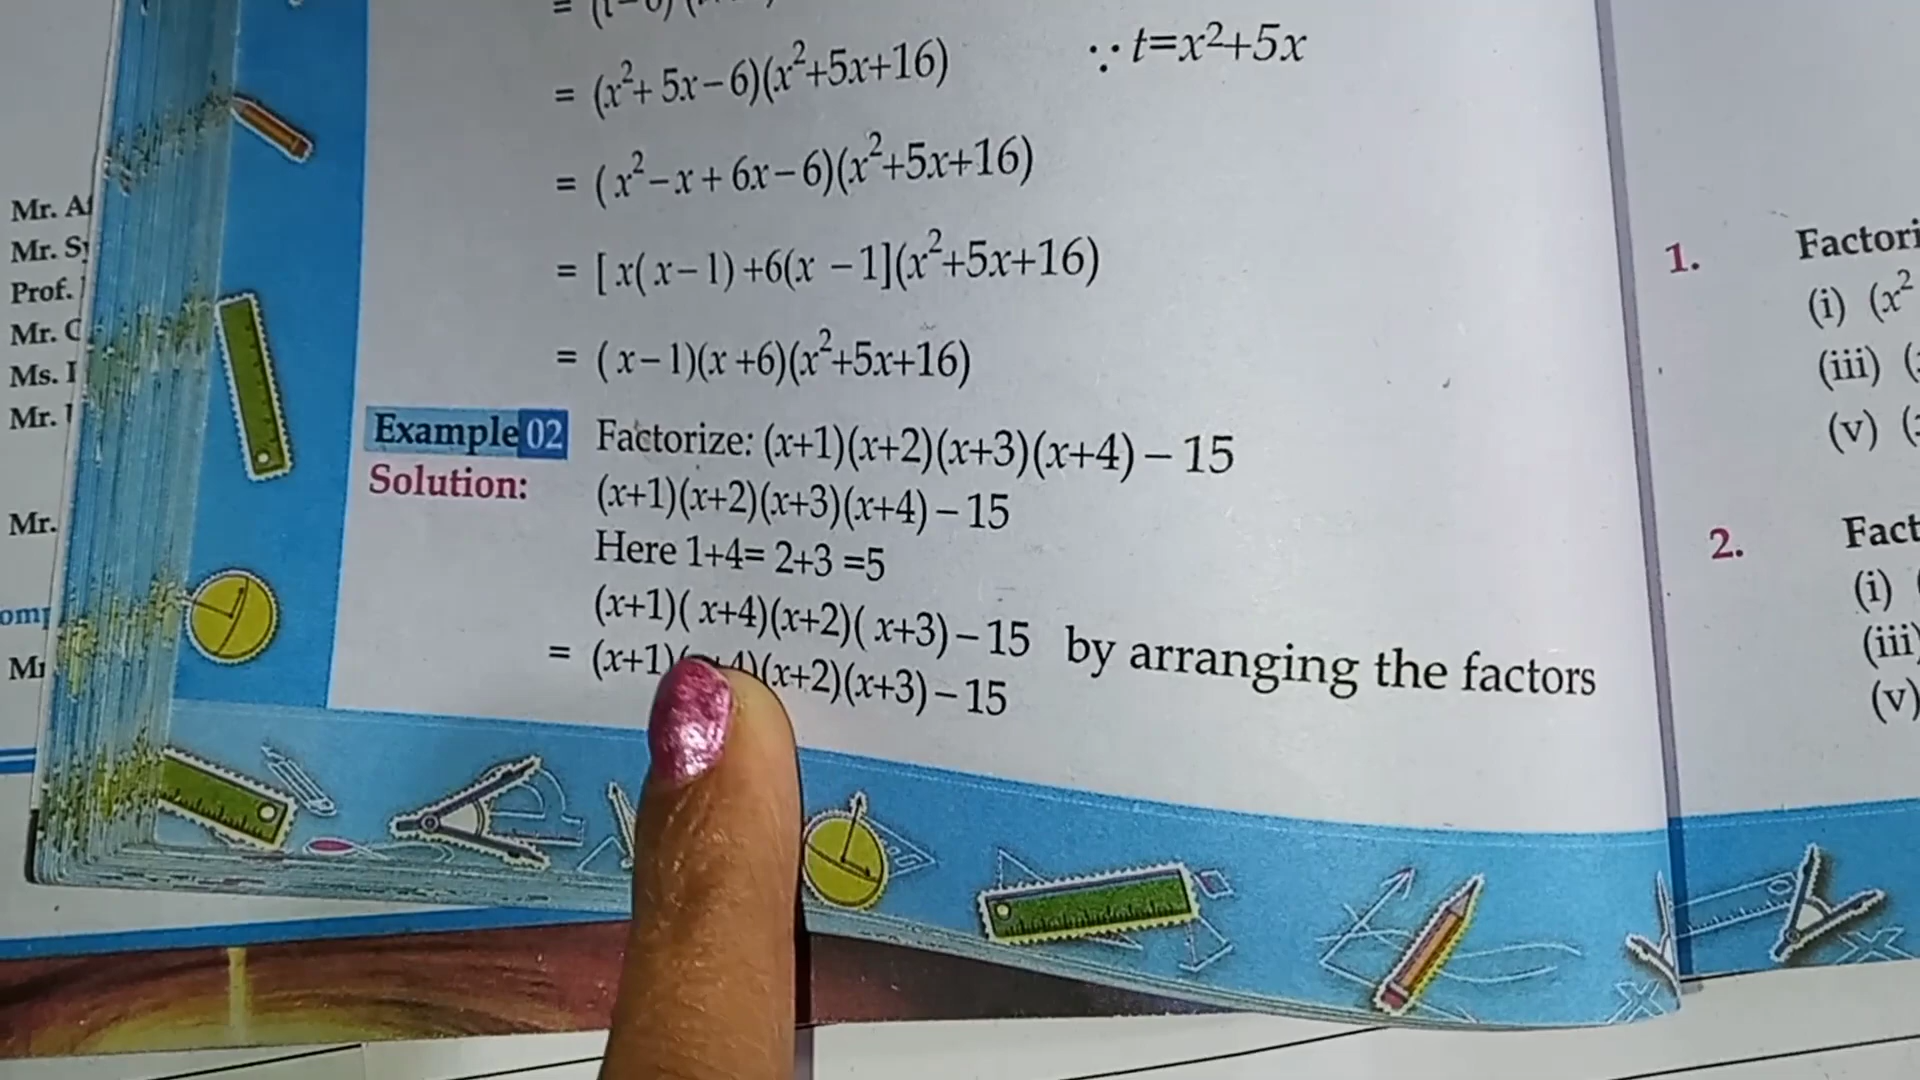 = (x²+ 5x – 6)(x²+5x+16) ∵ t=x²+5x
= ( x² – x + 6x – 6)(x²+5x+16)
= [ x( x – 1) +6(x – 1](x²+5x+16)
= ( x – 1)(x +6)(x²+5x+16)
Example 02 Factorize: (x+1)(x+2)(x+3)(x+4) – 15
Solution: (x+1)(x+2)(x+3)(x+4) – 15
Here 1+4= 2+3 =5
(x+1)( x+4)(x+2)( x+3) – 15 by arranging the factors
= (x+1) (x+2)(x+3) – 15
Mr.
Mr.
Prof.
Mr.
Ms.
Mr.
Mr.
1.
(i) (x²
(iii) (
(v) (
2.
(i)
(iii)
(v)